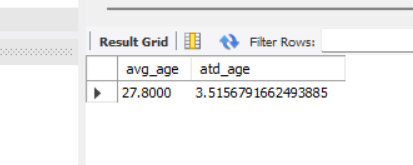 Result Grid Filter Rows:
avg_age atd_age
27.8000 3.5156791662493885